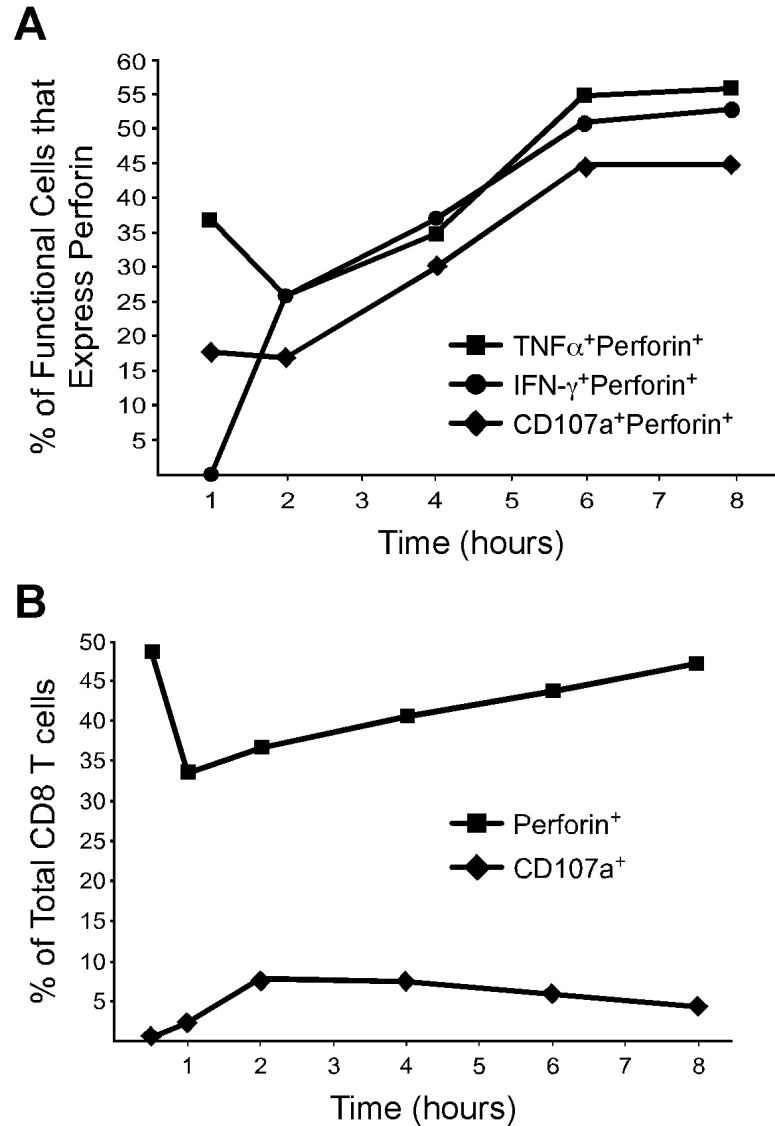 A
% of Functional Cells that
Express Perforin
60
55
50
45
40
35
30
25
20
15
10
5
TNFα⁺Perforin⁺
IFN-γ⁺Perforin⁺
CD107a⁺Perforin⁺
1 2 3 4 5 6 7 8
Time (hours)
B
% of Total CD8 T cells
50
45
40
35
30
25
20
15
10
5
Perforin⁺
CD107a⁺
1 2 3 4 5 6 7 8
Time (hours)